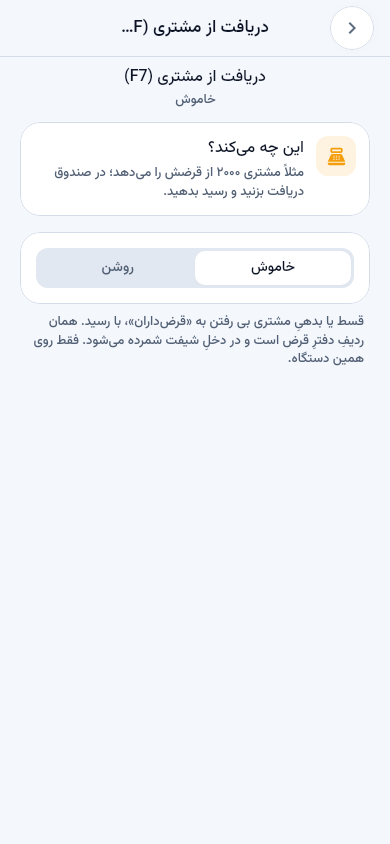 دریافت از مشتری (F...
دریافت از مشتری (F7)
خاموش
این چه می‌کند؟
مثلاً مشتری ۲۰۰۰ از قرضش را می‌دهد؛ در صندوق
دریافت بزنید و رسید بدهید.
خاموش
روشن
قسط یا بدهیِ مشتری بی رفتن به «قرض‌داران»، با رسید. همان
ردیفِ دفترِ قرض است و در دخلِ شیفت شمرده می‌شود. فقط روی
همین دستگاه.